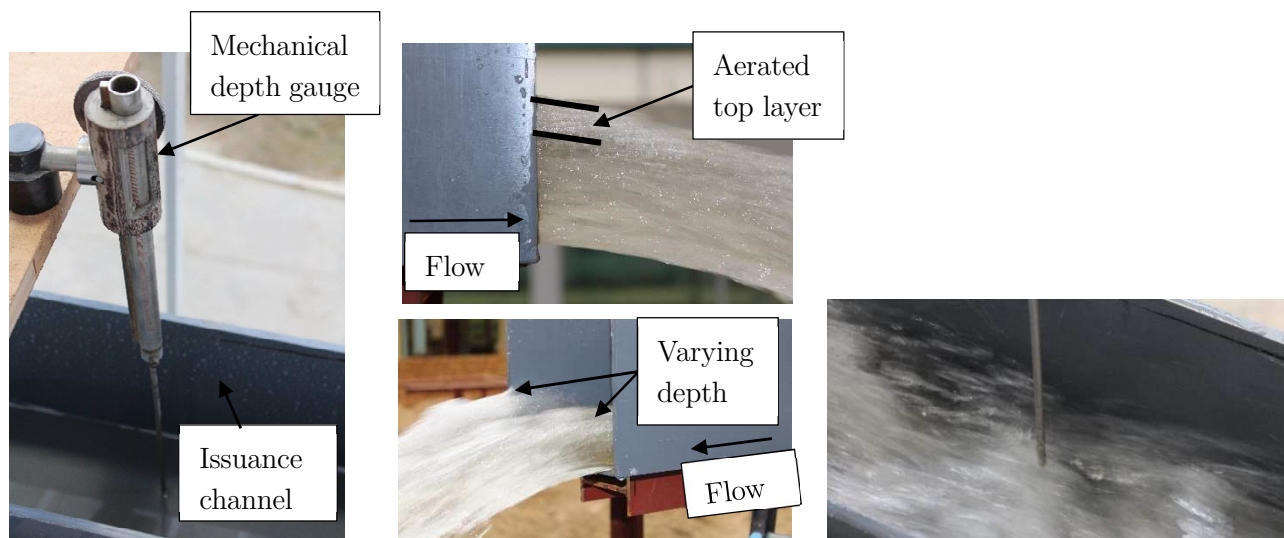 Mechanical
depth gauge
Aerated
top layer
Flow
Varying
depth
Issuance
channel
Flow